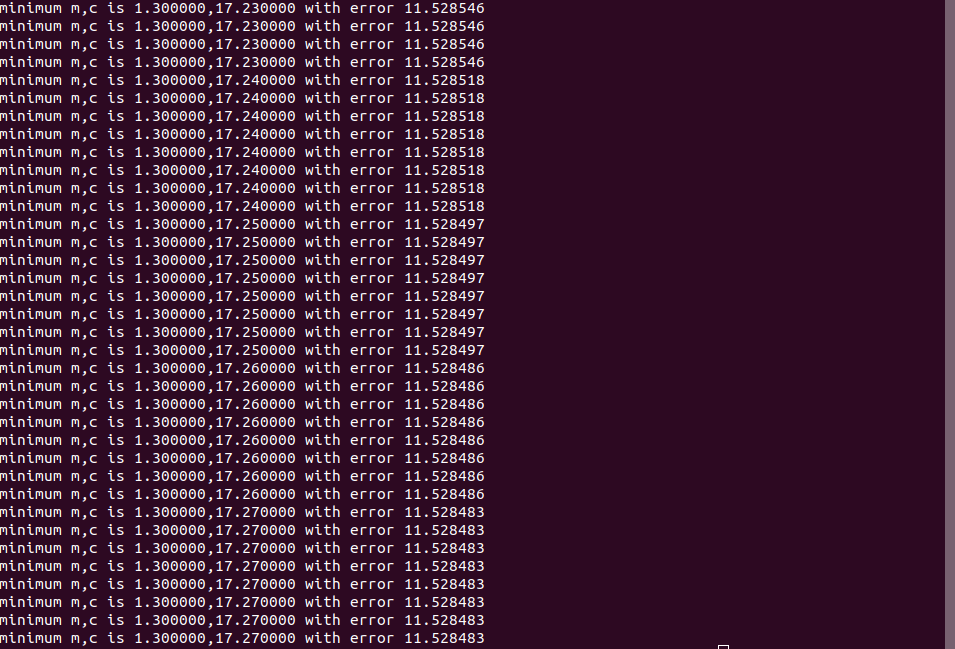 minimum m,c is 1.300000,17.230000 with error 11.528546
minimum m,c is 1.300000,17.230000 with error 11.528546
minimum m,c is 1.300000,17.230000 with error 11.528546
minimum m,c is 1.300000,17.230000 with error 11.528546
minimum m,c is 1.300000,17.240000 with error 11.528518
minimum m,c is 1.300000,17.240000 with error 11.528518
minimum m,c is 1.300000,17.240000 with error 11.528518
minimum m,c is 1.300000,17.240000 with error 11.528518
minimum m,c is 1.300000,17.240000 with error 11.528518
minimum m,c is 1.300000,17.240000 with error 11.528518
minimum m,c is 1.300000,17.240000 with error 11.528518
minimum m,c is 1.300000,17.240000 with error 11.528518
minimum m,c is 1.300000,17.250000 with error 11.528497
minimum m,c is 1.300000,17.250000 with error 11.528497
minimum m,c is 1.300000,17.250000 with error 11.528497
minimum m,c is 1.300000,17.250000 with error 11.528497
minimum m,c is 1.300000,17.250000 with error 11.528497
minimum m,c is 1.300000,17.250000 with error 11.528497
minimum m,c is 1.300000,17.250000 with error 11.528497
minimum m,c is 1.300000,17.250000 with error 11.528497
minimum m,c is 1.300000,17.260000 with error 11.528486
minimum m,c is 1.300000,17.260000 with error 11.528486
minimum m,c is 1.300000,17.260000 with error 11.528486
minimum m,c is 1.300000,17.260000 with error 11.528486
minimum m,c is 1.300000,17.260000 with error 11.528486
minimum m,c is 1.300000,17.260000 with error 11.528486
minimum m,c is 1.300000,17.260000 with error 11.528486
minimum m,c is 1.300000,17.260000 with error 11.528486
minimum m,c is 1.300000,17.270000 with error 11.528483
minimum m,c is 1.300000,17.270000 with error 11.528483
minimum m,c is 1.300000,17.270000 with error 11.528483
minimum m,c is 1.300000,17.270000 with error 11.528483
minimum m,c is 1.300000,17.270000 with error 11.528483
minimum m,c is 1.300000,17.270000 with error 11.528483
minimum m,c is 1.300000,17.270000 with error 11.528483
minimum m,c is 1.300000,17.270000 with error 11.528483